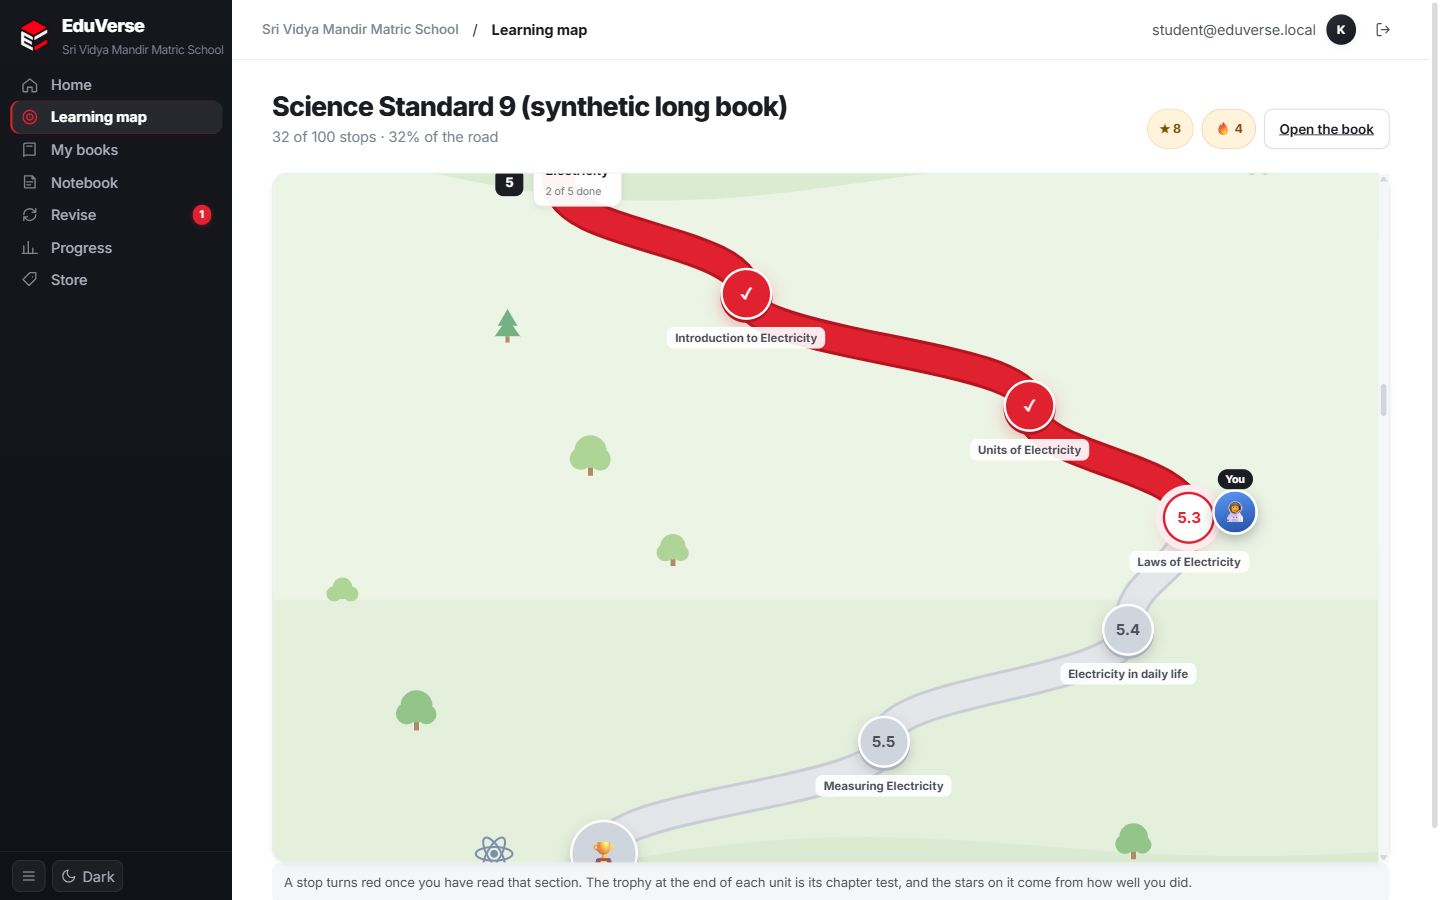 EduVerse
Sri Vidya Mandir Matric School
Home
Learning map
My books
Notebook
Revise 1
Progress
Store
Dark
Sri Vidya Mandir Matric School / Learning map
student@eduverse.local K
Science Standard 9 (synthetic long book)
32 of 100 stops · 32% of the road
★ 8
4
Open the book
5
Electricity
2 of 5 done
✓
Introduction to Electricity
✓
Units of Electricity
You
5.3
Laws of Electricity
5.4
Electricity in daily life
5.5
Measuring Electricity
A stop turns red once you have read that section. The trophy at the end of each unit is its chapter test, and the stars on it come from how well you did.